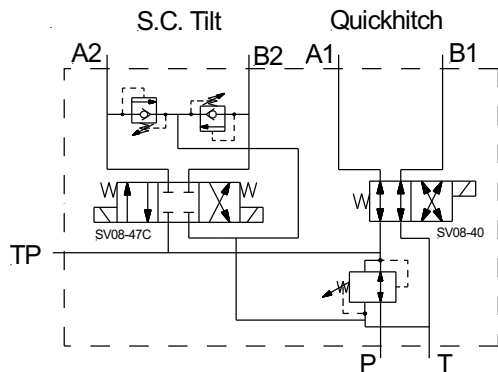 S.C. Tilt Quickhitch
A2 B2 A1 B1
SV08-47C SV08-40
TP
P T